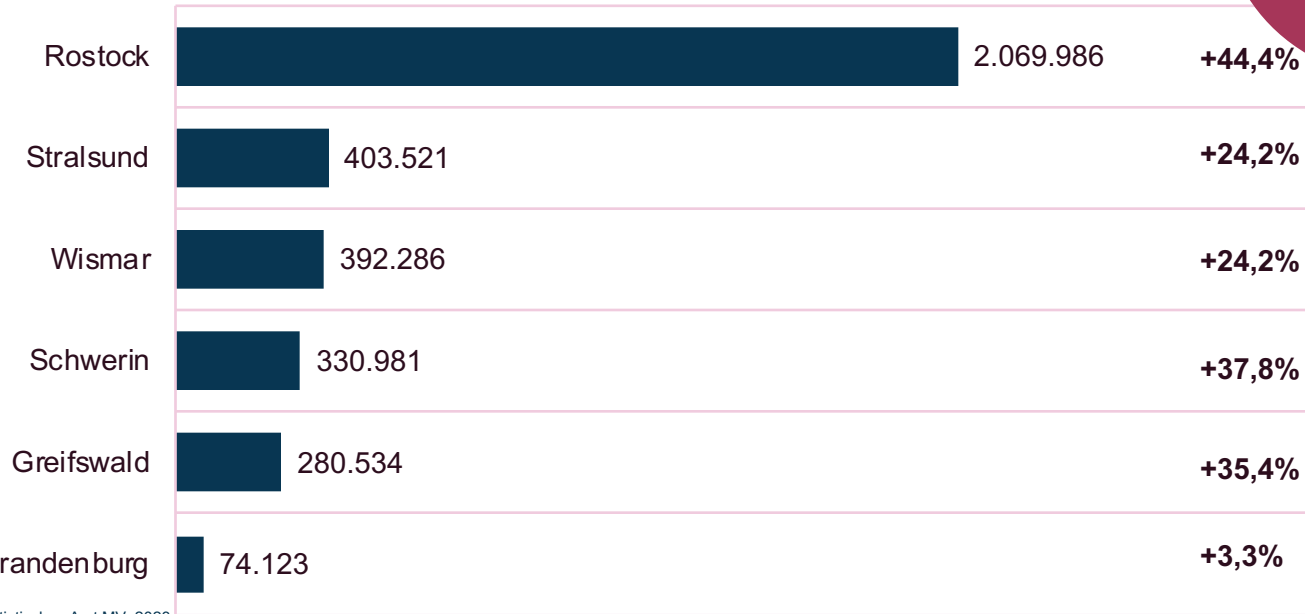 Rostock 2.069.986 +44,4%
Stralsund 403.521 +24,2%
Wismar 392.286 +24,2%
Schwerin 330.981 +37,8%
Greifswald 280.534 +35,4%
randenburg 74.123 +3,3%